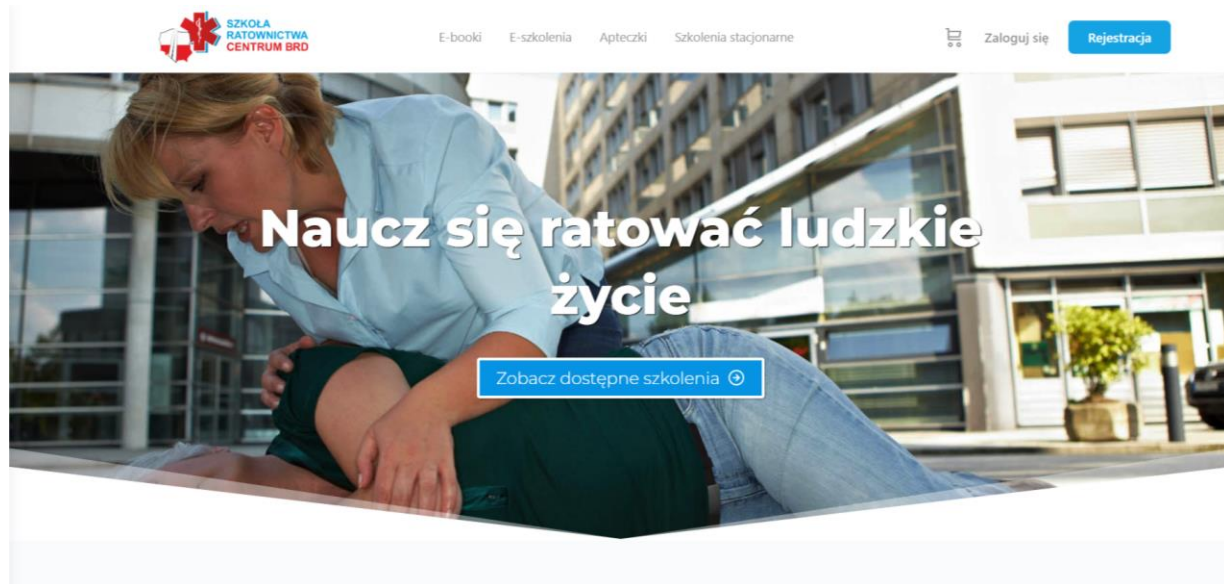 SZKOŁA
RATOWNICTWA
CENTRUM BRD
E-booki E-szkolenia Apteczki Szkolenia stacjonarne
Zaloguj się Rejestracja
Naucz się ratować ludzkie
życie
Zobacz dostępne szkolenia